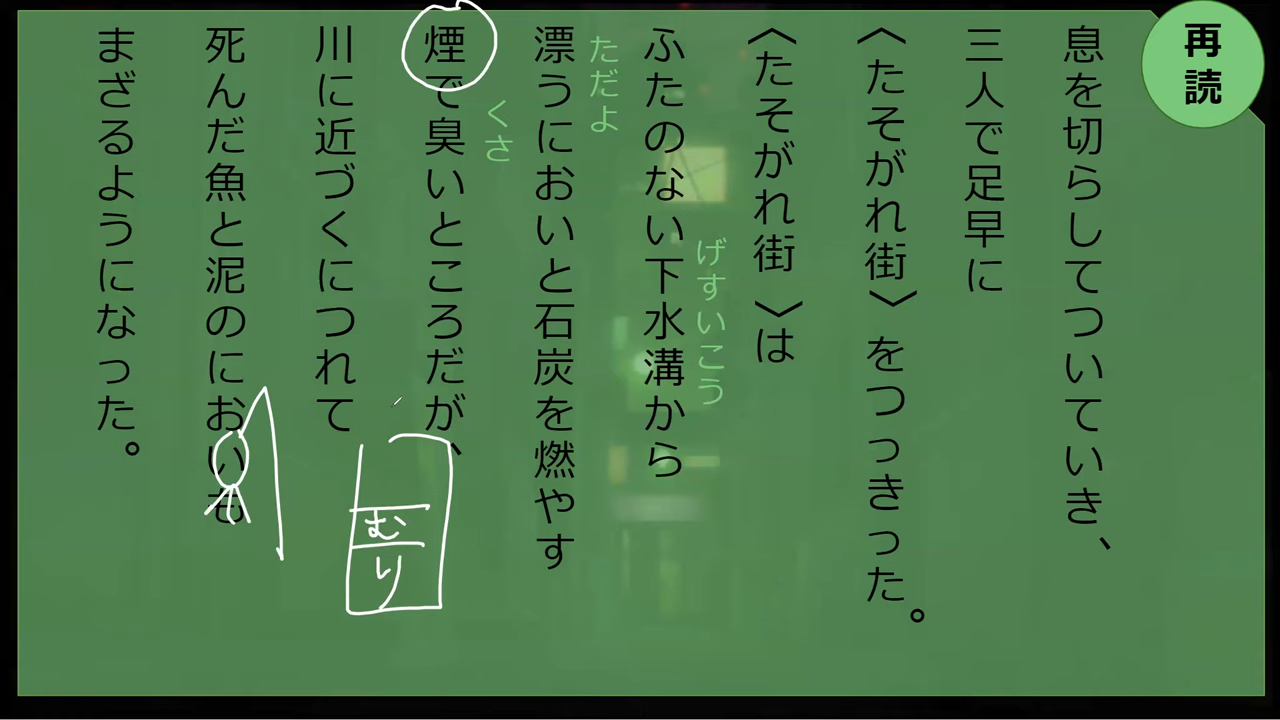 再読
息を切らしてついていき、
三人で足早に
〈たそがれ街〉をつっきった。
〈たそがれ街〉は
ふたのない下水溝から
げすいこう
漂うにおいと石炭を燃やす
ただよ
煙で臭いところだが、
くさ
川に近づくにつれて
死んだ魚と泥のにおいも
まざるようになった。
むり